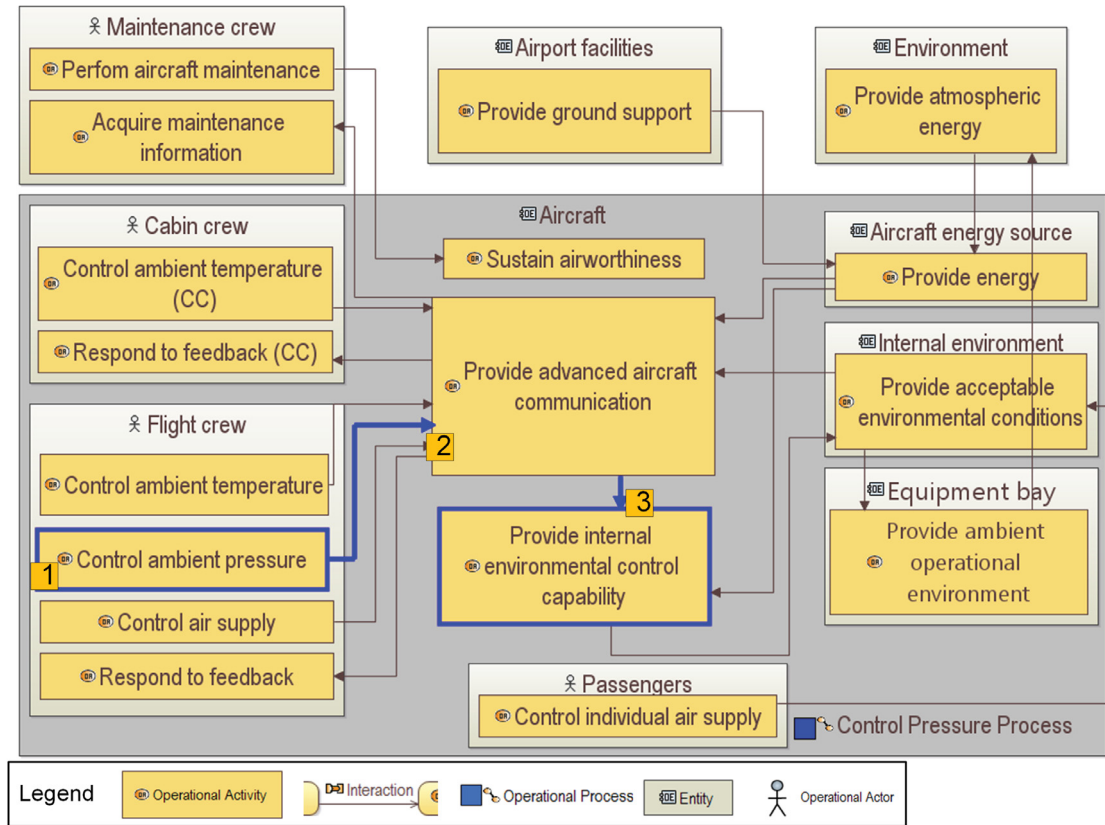 Maintenance crew
Perfom aircraft maintenance
Acquire maintenance
information
Airport facilities
Provide ground support
Environment
Provide atmospheric
energy
Aircraft
Cabin crew
Control ambient temperature
(CC)
Respond to feedback (CC)
Sustain airworthiness
Aircraft energy source
Provide energy
Provide advanced aircraft
communication
Internal environment
Provide acceptable
environmental conditions
Flight crew
Control ambient temperature
2
1
Control ambient pressure
Control air supply
Respond to feedback
3
Provide internal
environmental control
capability
Equipment bay
Provide ambient
operational
environment
Passengers
Control individual air supply
Control Pressure Process
Legend
OA Operational Activity
Interaction
Operational Process
OE Entity
Operational Actor